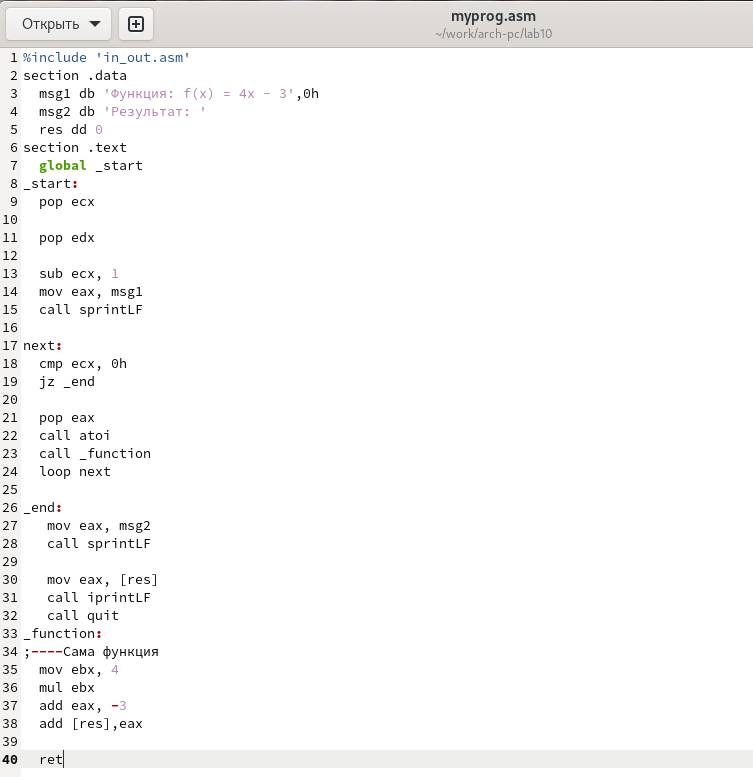 Открыть
myprog.asm
~/work/arch-pc/lab10
1 %include 'in_out.asm'
2 section .data
3   msg1 db 'Функция: f(x) = 4x - 3',0h
4   msg2 db 'Результат: '
5   res dd 0
6 section .text
7   global _start
8 _start:
9   pop ecx
10
11   pop edx
12
13   sub ecx, 1
14   mov eax, msg1
15   call sprintLF
16
17 next:
18   cmp ecx, 0h
19   jz _end
20
21   pop eax
22   call atoi
23   call _function
24   loop next
25
26 _end:
27    mov eax, msg2
28    call sprintLF
29
30    mov eax, [res]
31    call iprintLF
32    call quit
33 _function:
34 ;----Сама функция
35   mov ebx, 4
36   mul ebx
37   add eax, -3
38   add [res],eax
39
40   ret